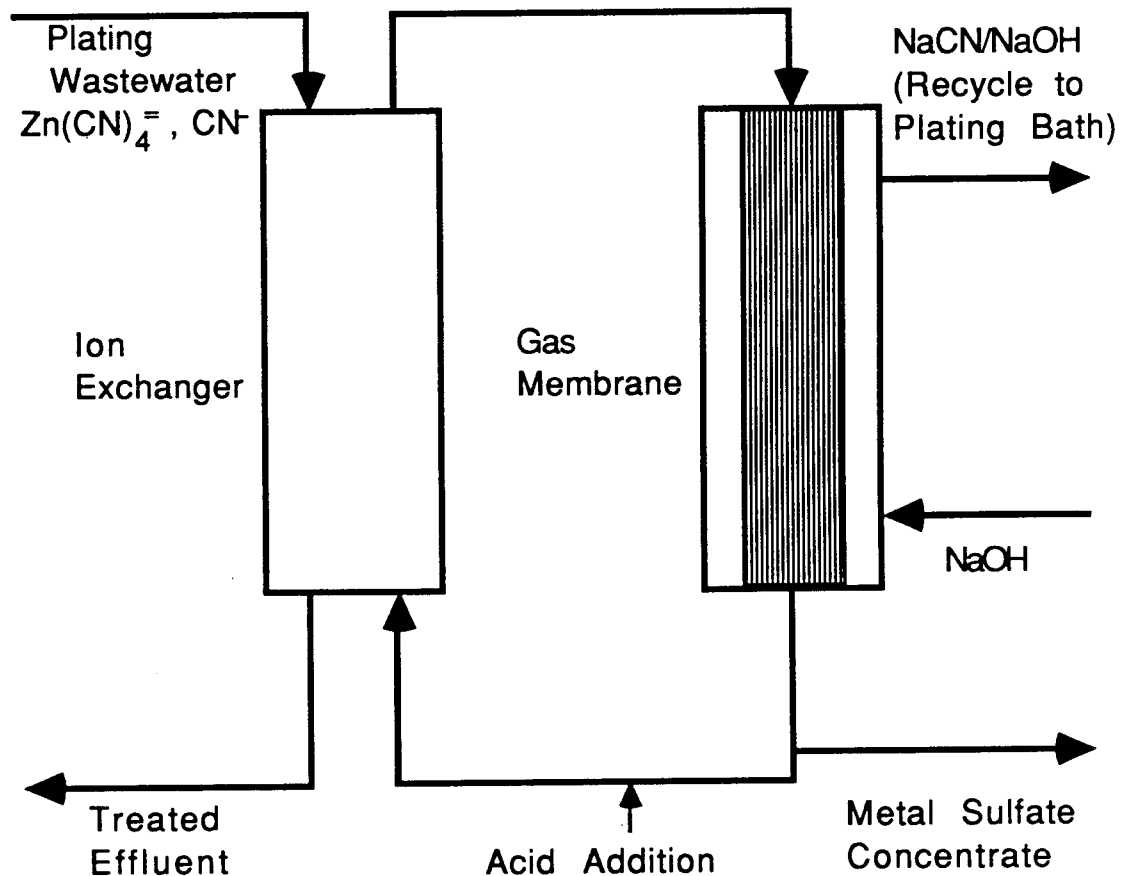 Plating
Wastewater
Zn(CN)₄⁼ , CN⁻
NaCN/NaOH
(Recycle to
Plating Bath)
Ion
Exchanger
Gas
Membrane
NaOH
Treated
Effluent
Acid Addition
Metal Sulfate
Concentrate